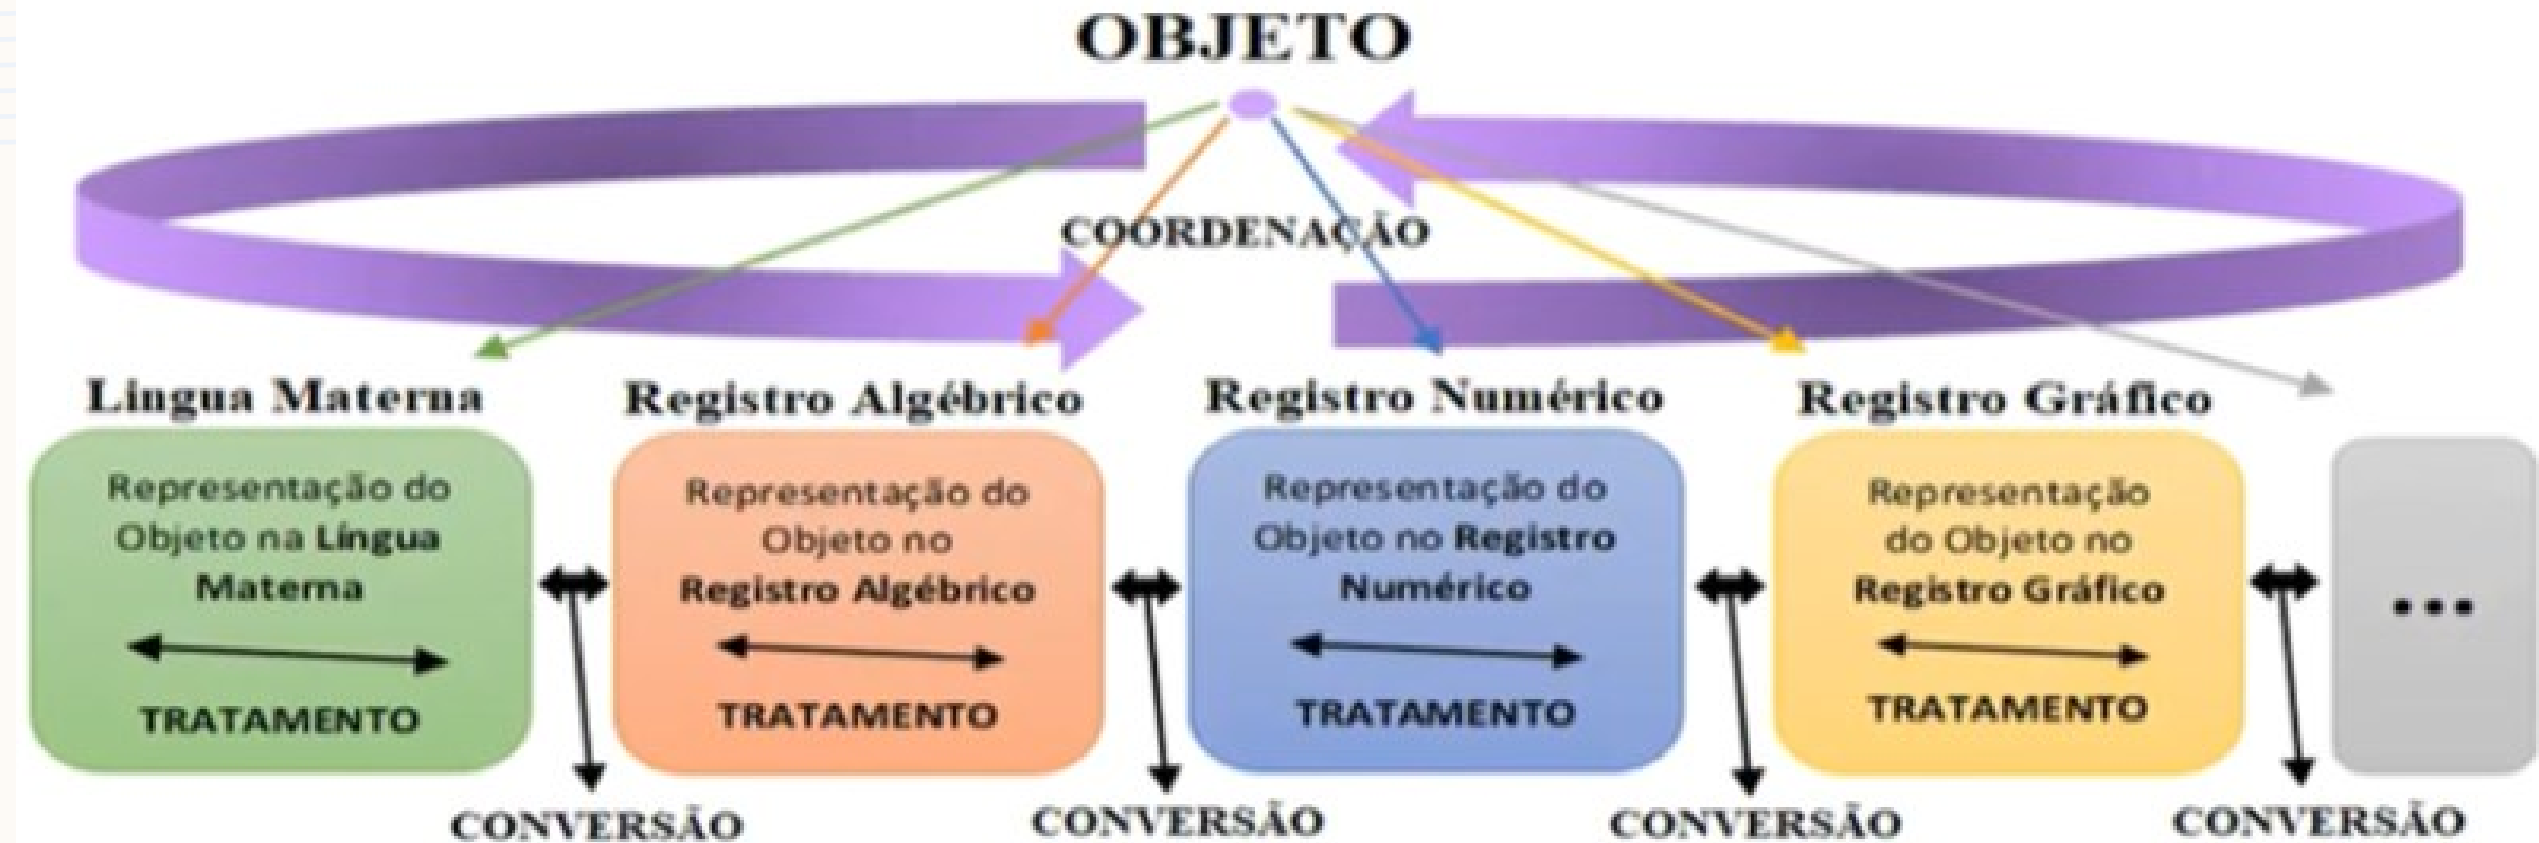 OBJETO
COORDENAÇÃO
Lingua Materna
Registro Algébrico
Registro Numérico
Registro Gráfico
Representação do
Objeto na Língua
Materna
TRATAMENTO
Representação do
Objeto no
Registro Algébrico
TRATAMENTO
Representação do
Objeto no Registro
Numérico
TRATAMENTO
Representação
do Objeto no
Registro Gráfico
TRATAMENTO
...
CONVERSÃO
CONVERSÃO
CONVERSÃO
CONVERSÃO